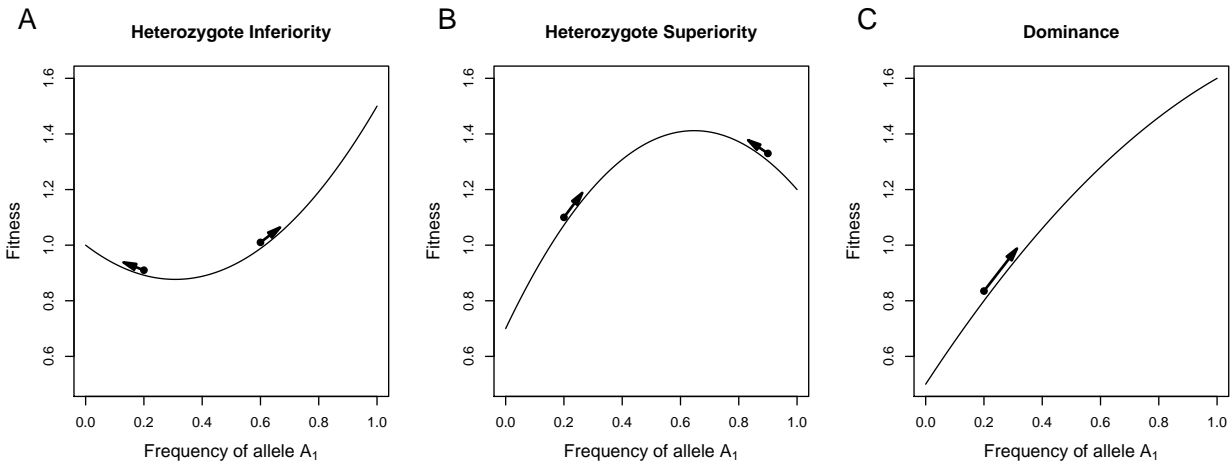 A
Heterozygote Inferiority
Fitness
1.6
1.4
1.2
1.0
0.8
0.6
0.0 0.2 0.4 0.6 0.8 1.0
Frequency of allele A₁
B
Heterozygote Superiority
Fitness
1.6
1.4
1.2
1.0
0.8
0.6
0.0 0.2 0.4 0.6 0.8 1.0
Frequency of allele A₁
C
Dominance
Fitness
1.6
1.4
1.2
1.0
0.8
0.6
0.0 0.2 0.4 0.6 0.8 1.0
Frequency of allele A₁